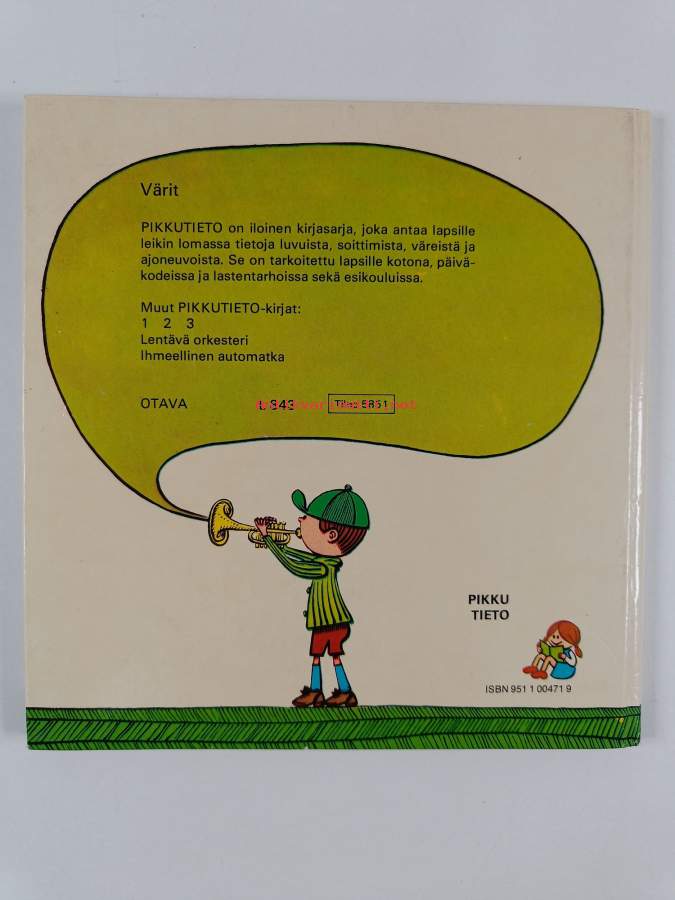 Värit
PIKKUTIETO on iloinen kirjasarja, joka antaa lapsille
leikin lomassa tietoja luvuista, soittimista, väreistä ja
ajoneuvoista. Se on tarkoitettu lapsille kotona, päivä-
kodeissa ja lastentarhoissa sekä esikouluissa.
Muut PIKKUTIETO-kirjat:
1 2 3
Lentävä orkesteri
Ihmeellinen automatka
OTAVA
PIKKU
TIETO
ISBN 951 1 00471 9